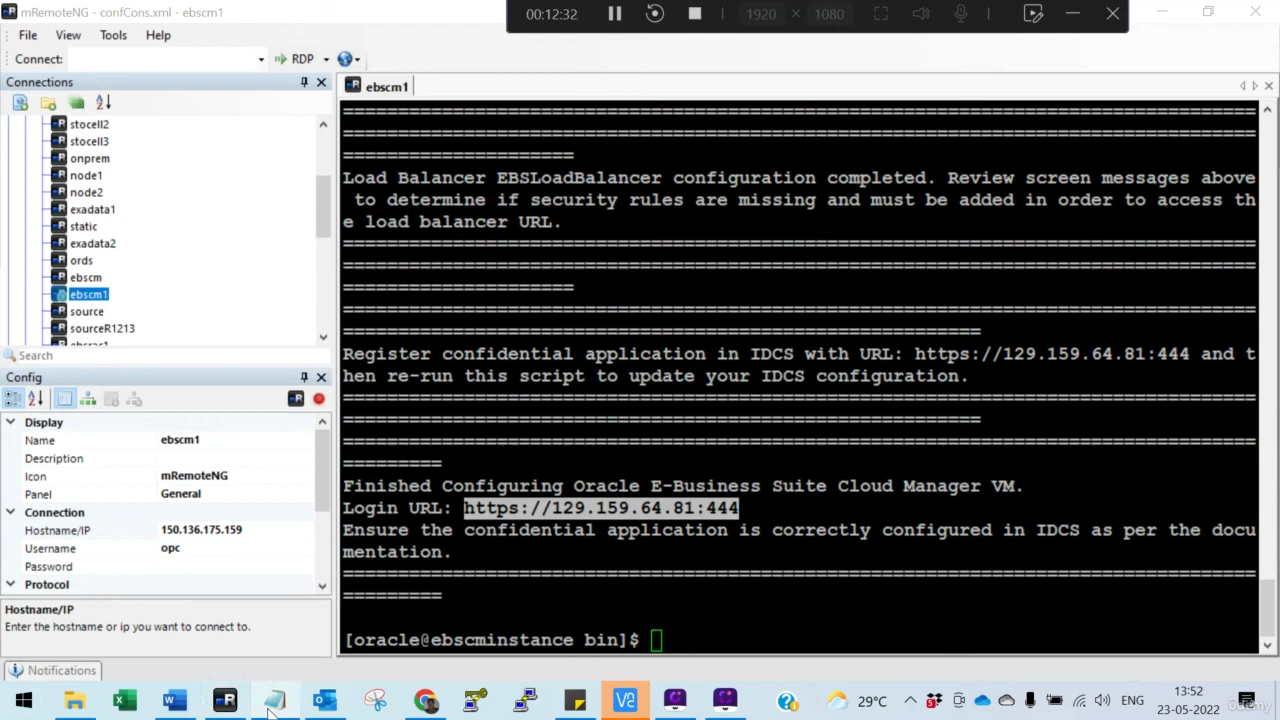 mRemoteNG - confCons.xml - ebscm1
00:12:32
1920 × 1080
File View Tools Help
Connect:
RDP
Connections
ebscm1
stocell2
stocell3
onprem
node1
node2
exadata1
static
exadata2
ords
ebscm
ebscm1
source
sourceR1213
ebsrac1
Search
Config
Display
Name ebscm1
Description
Icon mRemoteNG
Panel General
Connection
Hostname/IP 150.136.175.159
Username opc
Password
Protocol
Hostname/IP
Enter the hostname or ip you want to connect to.
Notifications
===================================================================================
===================================================================================
=====================
Load Balancer EBSLoadBalancer configuration completed. Review screen messages above
to determine if security rules are missing and must be added in order to access th
e load balancer URL.
===================================================================================
===================================================================================
=====================
===================================================================================
==========================================================
Register confidential application in IDCS with URL: https://129.159.64.81:444 and t
hen re-run this script to update your IDCS configuration.
===================================================================================
==========================================================
===================================================================================
=========
Finished Configuring Oracle E-Business Suite Cloud Manager VM.
Login URL: https://129.159.64.81:444
Ensure the confidential application is correctly configured in IDCS as per the docu
mentation.
===================================================================================
=========
[oracle@ebscminstance bin]$
29°C
ENG
13:52
23-05-2022
udemy